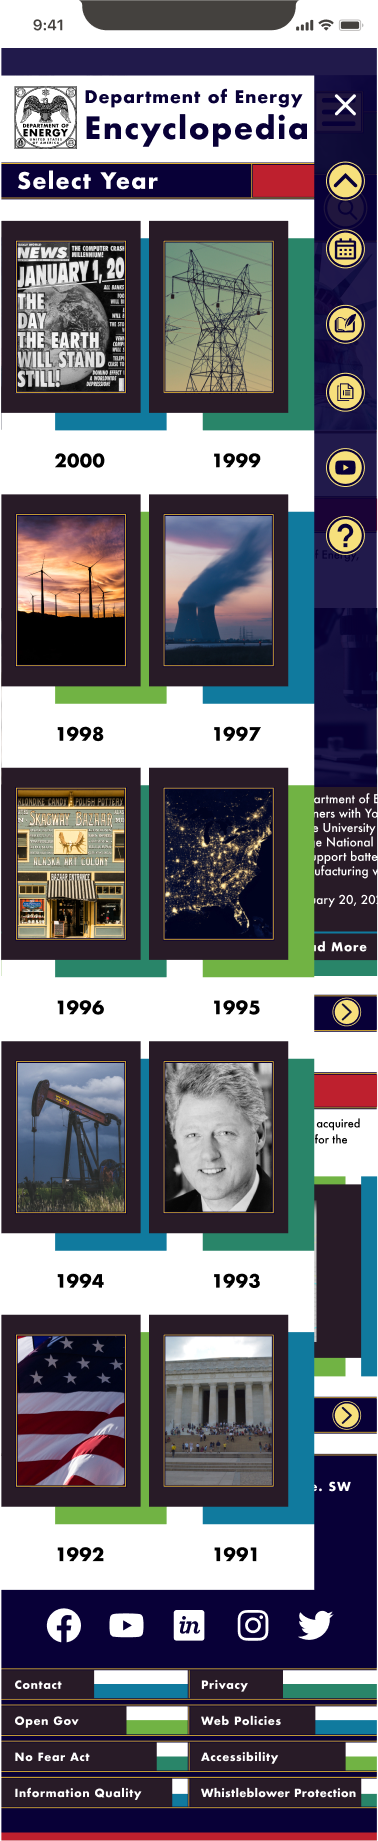 9:41
DEPARTMENT OF
ENERGY
UNITED STATES
OF AMERICA
Department of Energy
Encyclopedia
Select Year
NEWS
THE COMPUTER CRASH
MILLENNIUM!
JANUARY 1, 20
ALL BANKS
THE
DAY
THE EARTH
WILL STAND
STILL!
DOMINO EFFECT
A WORLDWIDE
DEPRESSION!
2000
1999
f Energy.
1998
1997
KLONDIKE CANDY POLISH POTTERY
SKAGWAY BAZAAR
ALASKA ART COLONY
BAZAAR ENTRANCE
artment of E
ners with Yo
e University
e National
upport batte
ufacturing w
uary 20, 20
ad More
1996
1995
acquired
for the
1994
1993
e. SW
1992
1991
Contact
Privacy
Open Gov
Web Policies
No Fear Act
Accessibility
Information Quality
Whistleblower Protection